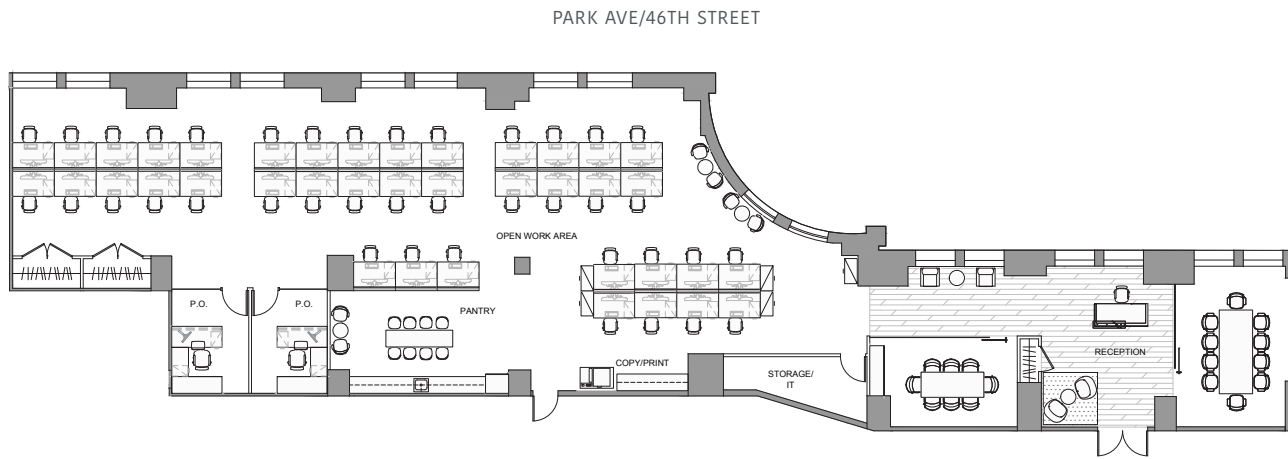 PARK AVE/46TH STREET
OPEN WORK AREA
P.O.
P.O.
PANTRY
COPY/PRINT
STORAGE/
IT
RECEPTION